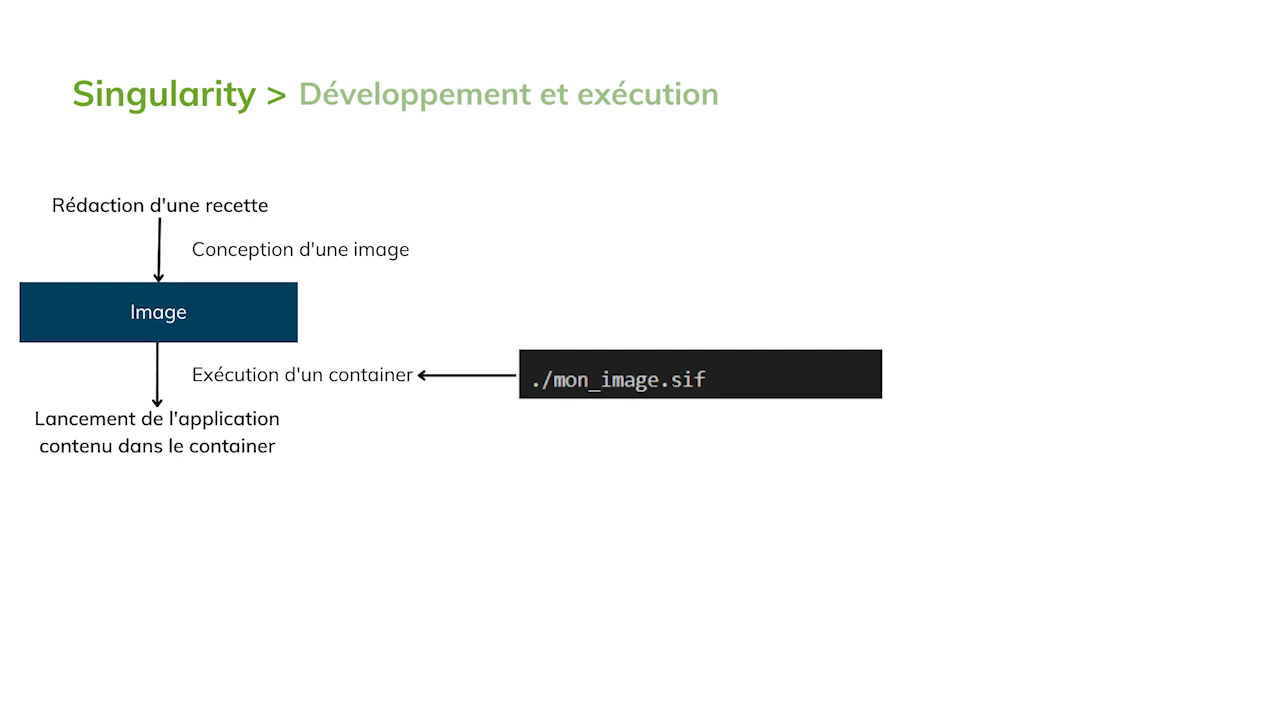 Singularity > Développement et exécution
Rédaction d'une recette
Conception d'une image
Image
Exécution d'un container
./mon_image.sif
Lancement de l'application
contenu dans le container